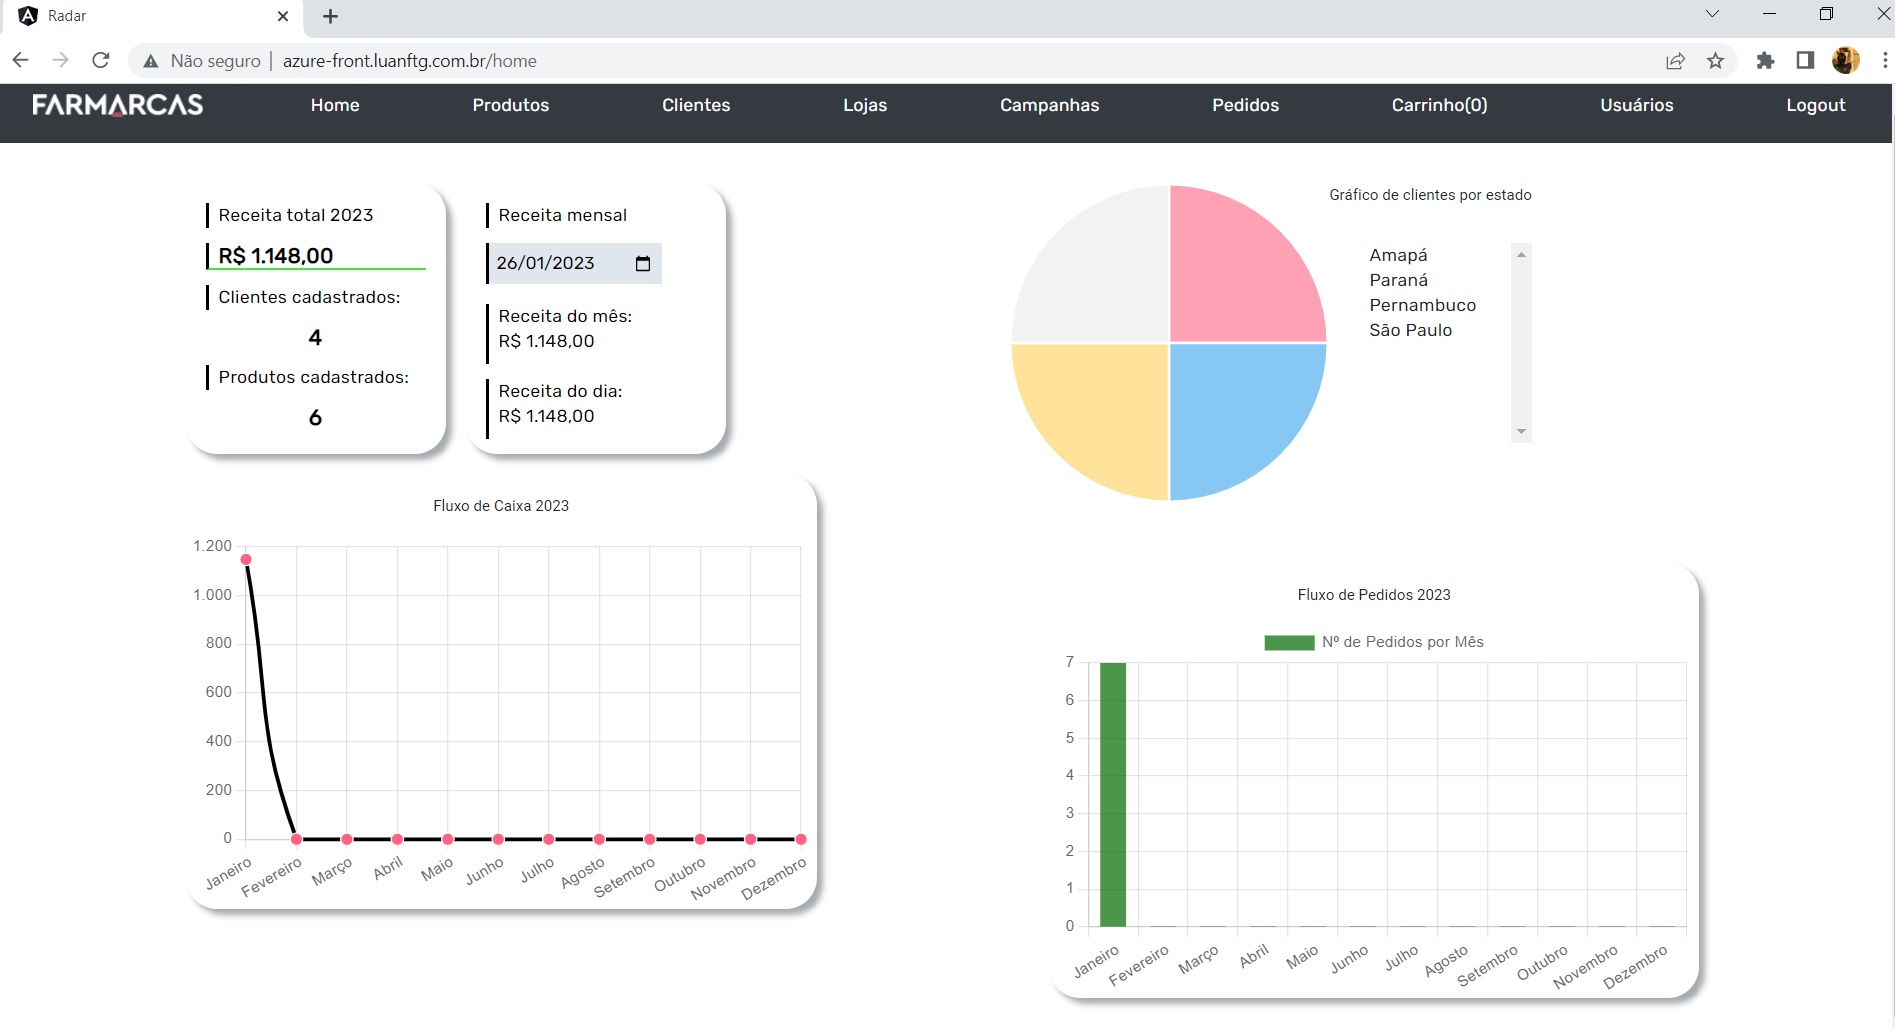 Radar
Não seguro | azure-front.luanftg.com.br/home
FARMARCAS Home Produtos Clientes Lojas Campanhas Pedidos Carrinho(0) Usuários Logout
Receita total 2023
R$ 1.148,00
Clientes cadastrados:
4
Produtos cadastrados:
6
Receita mensal
26/01/2023
Receita do mês:
R$ 1.148,00
Receita do dia:
R$ 1.148,00
Gráfico de clientes por estado
Amapá
Paraná
Pernambuco
São Paulo
Fluxo de Caixa 2023
1.200
1.000
800
600
400
200
0
Janeiro Fevereiro Março Abril Maio Junho Julho Agosto Setembro Outubro Novembro Dezembro
Fluxo de Pedidos 2023
Nº de Pedidos por Mês
7
6
5
4
3
2
1
0
Janeiro Fevereiro Março Abril Maio Junho Julho Agosto Setembro Outubro Novembro Dezembro